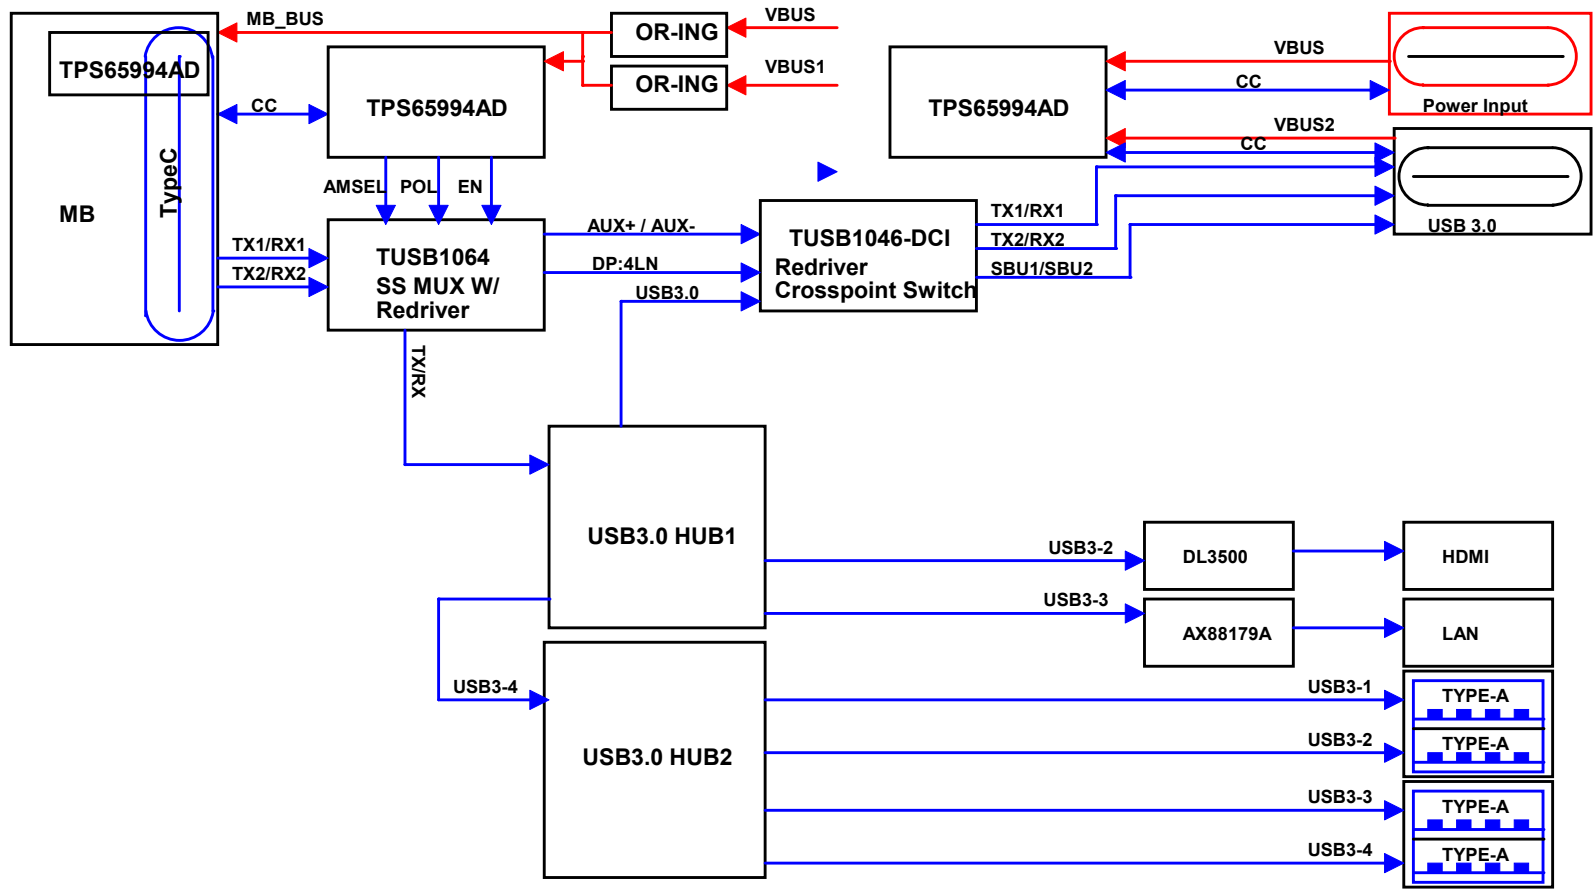 MB_BUS
OR-ING
VBUS
TPS65994AD
OR-ING
VBUS1
CC
TPS65994AD
TypeC
MB
AMSEL
POL
EN
TPS65994AD
VBUS
CC
Power Input
VBUS2
CC
USB 3.0
TX1/RX1
TX2/RX2
TUSB1064
SS MUX W/
Redriver
AUX+ / AUX-
DP:4LN
USB3.0
TUSB1046-DCI
Redriver
Crosspoint Switch
TX1/RX1
TX2/RX2
SBU1/SBU2
TX/RX
USB3.0 HUB1
USB3-2
DL3500
HDMI
USB3-3
AX88179A
LAN
USB3-4
USB3.0 HUB2
USB3-1
TYPE-A
USB3-2
TYPE-A
USB3-3
TYPE-A
USB3-4
TYPE-A